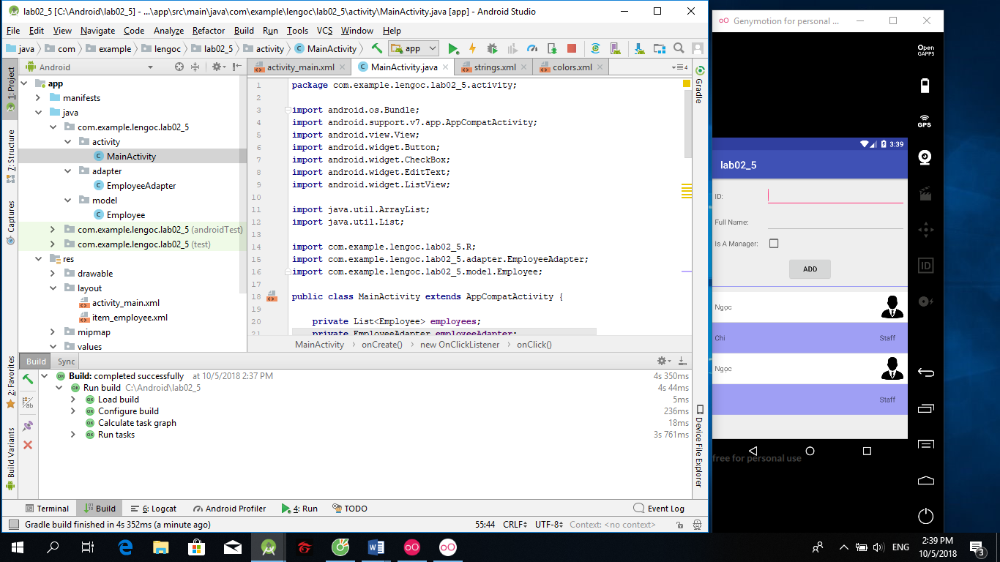 lab02_5 [C:\Android\lab02_5] - ...\app\src\main\java\com\example\lengoc\lab02_5\activity\MainActivity.java [app] - Android Studio
File Edit View Navigate Code Analyze Refactor Build Run Tools VCS Window Help
java com example lengoc lab02_5 activity MainActivity app
1: Project
7: Structure
Captures
2: Favorites
Build Variants
Android
app
manifests
java
com.example.lengoc.lab02_5
activity
MainActivity
adapter
EmployeeAdapter
model
Employee
com.example.lengoc.lab02_5 (androidTest)
com.example.lengoc.lab02_5 (test)
res
drawable
layout
activity_main.xml
item_employee.xml
mipmap
values
activity_main.xml MainActivity.java strings.xml colors.xml 4
1 package com.example.lengoc.lab02_5.activity;
2
3 import android.os.Bundle;
4 import android.support.v7.app.AppCompatActivity;
5 import android.view.View;
6 import android.widget.Button;
7 import android.widget.CheckBox;
8 import android.widget.EditText;
9 import android.widget.ListView;
10
11 import java.util.ArrayList;
12 import java.util.List;
13
14 import com.example.lengoc.lab02_5.R;
15 import com.example.lengoc.lab02_5.adapter.EmployeeAdapter;
16 import com.example.lengoc.lab02_5.model.Employee;
17
18 public class MainActivity extends AppCompatActivity {
19
20 private List<Employee> employees;
21 private EmployeeAdapter employeeAdapter;
MainActivity onCreate() new OnClickListener onClick()
Gradle
Device File Explorer
Build Sync
Build: completed successfully at 10/5/2018 2:37 PM 4s 350ms
Run build C:\Android\lab02_5 4s 44ms
Load build 5ms
Configure build 236ms
Calculate task graph 18ms
Run tasks 3s 761ms
Terminal Build 6: Logcat Android Profiler 4: Run TODO Event Log
Gradle build finished in 4s 352ms (a minute ago) 55:44 CRLF UTF-8 Context: <no context>
Genymotion for personal ...
Open
GAPPS
GPS
ID
3:39
lab02_5
ID:
Full Name:
Is A Manager:
ADD
Ngọc
Chi Staff
Ngọc
Staff
free for personal use
ENG
2:39 PM
10/5/2018
3